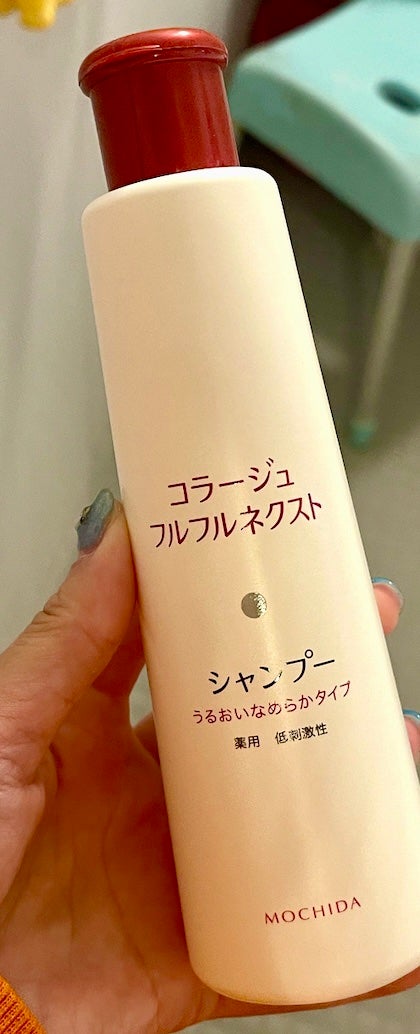 コラージュ
フルフルネクスト
シャンプー
うるおいなめらかタイプ
薬用 低刺激性
MOCHIDA